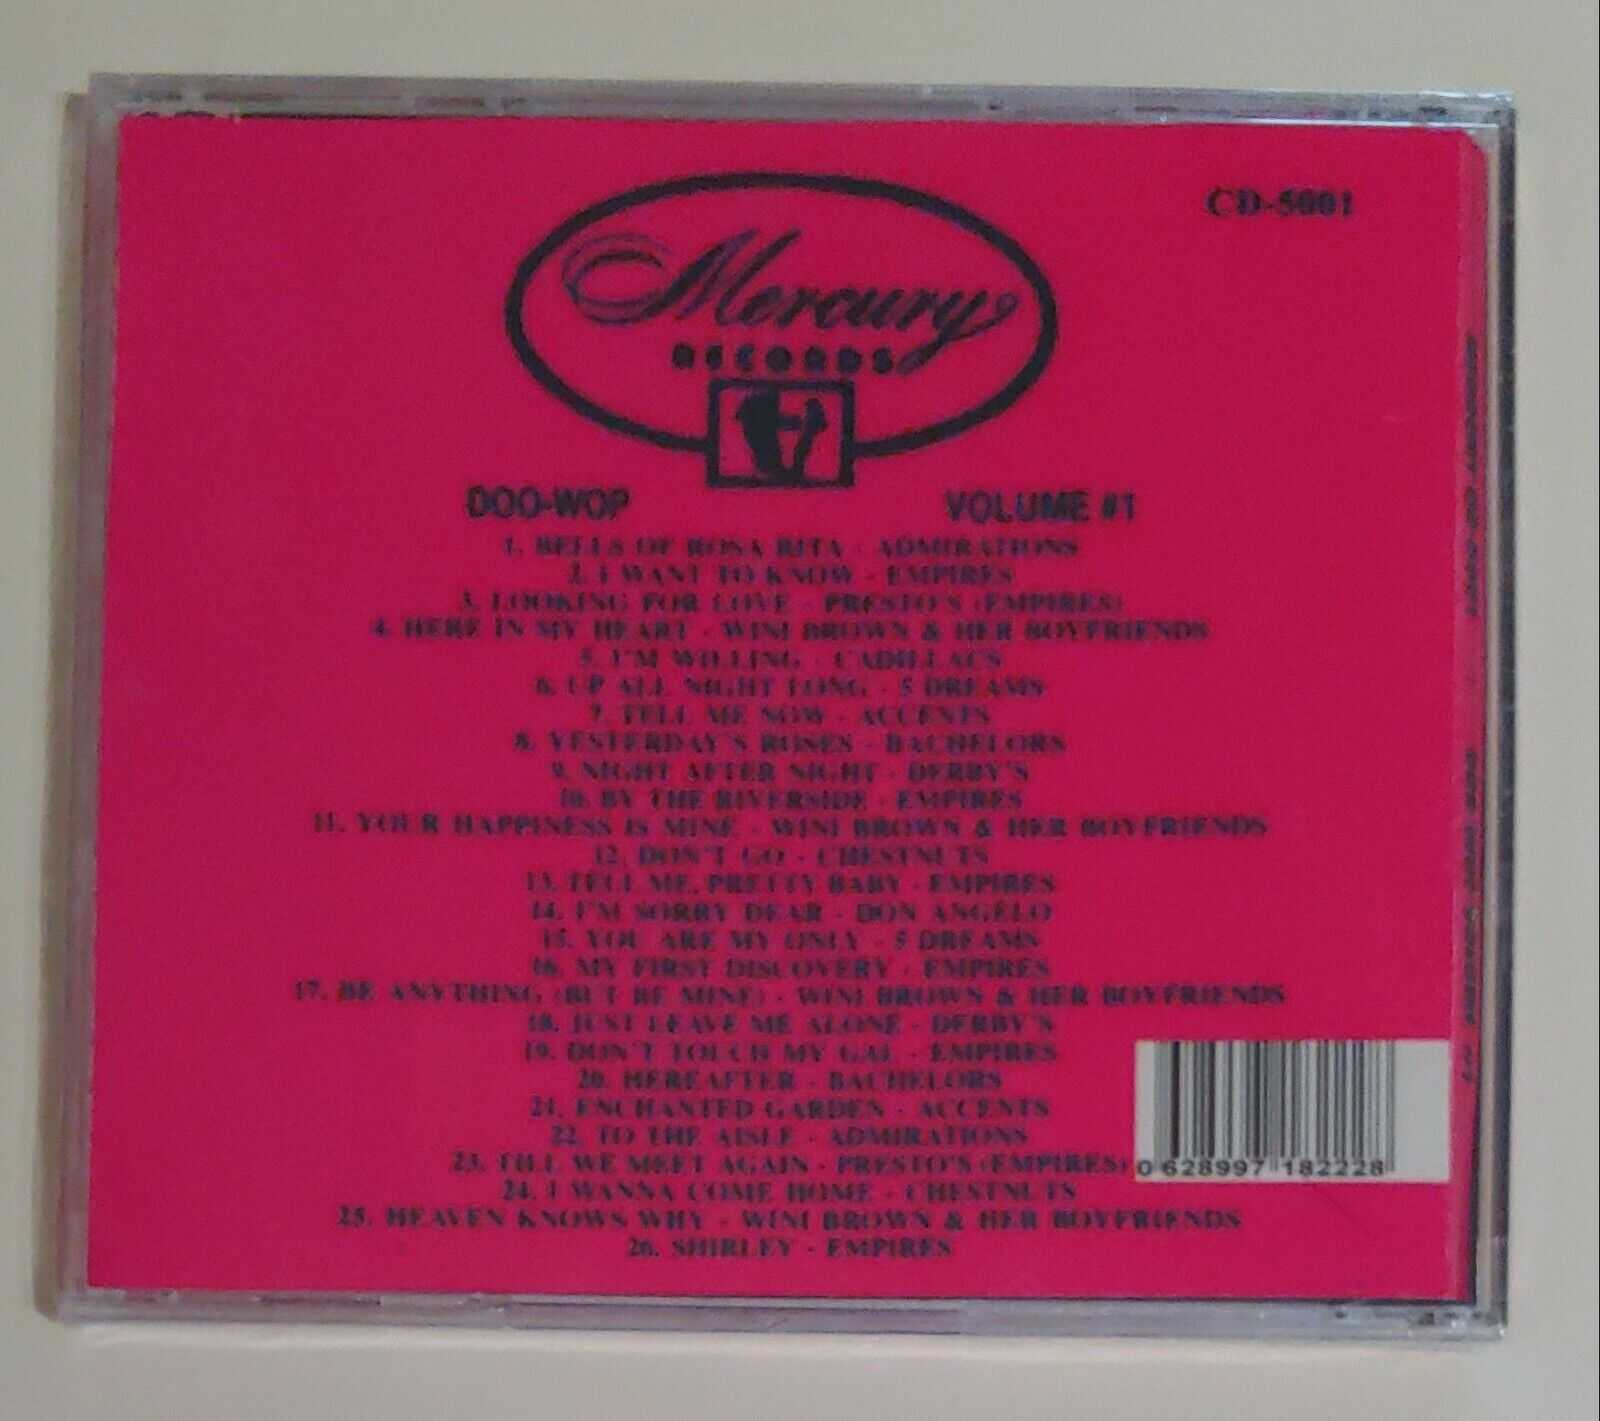 CD-5001
Mercury
RECORDS
DOO-WOP VOLUME #1
1. BELLS OF ROSA RITA - ADMIRATIONS
2. I WANT TO KNOW - EMPIRES
3. LOOKING FOR LOVE - PRESTO'S (EMPIRES)
4. HERE IN MY HEART - WINI BROWN & HER BOYFRIENDS
5. I'M WILLING - CADILLACS
6. UP ALL NIGHT LONG - 5 DREAMS
7. TELL ME NOW - ACCENTS
8. YESTERDAY'S ROSES - BACHELORS
9. NIGHT AFTER NIGHT - DERBY'S
10. BY THE RIVERSIDE - EMPIRES
11. YOUR HAPPINESS IS MINE - WINI BROWN & HER BOYFRIENDS
12. DON'T GO - CHESTNUTS
13. TELL ME, PRETTY BABY - EMPIRES
14. I'M SORRY DEAR - DON ANGELO
15. YOU ARE MY ONLY - 5 DREAMS
16. MY FIRST DISCOVERY - EMPIRES
17. BE ANYTHING (BUT BE MINE) - WINI BROWN & HER BOYFRIENDS
18. JUST LEAVE ME ALONE - DERBY'S
19. DON'T TOUCH MY GAL - EMPIRES
20. HEREAFTER - BACHELORS
21. ENCHANTED GARDEN - ACCENTS
22. TO THE AISLE - ADMIRATIONS
23. TILL WE MEET AGAIN - PRESTO'S (EMPIRES)
24. I WANNA COME HOME - CHESTNUTS
25. HEAVEN KNOWS WHY - WINI BROWN & HER BOYFRIENDS
26. SHIRLEY - EMPIRES
0 628997 182228